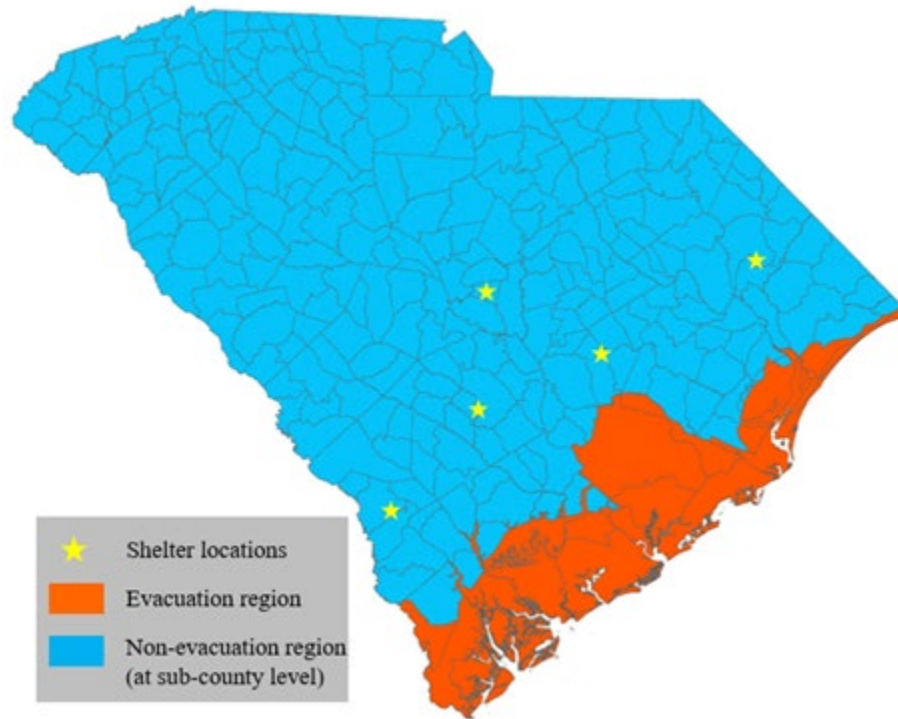 Shelter locations
Evacuation region
Non-evacuation region
(at sub-county level)